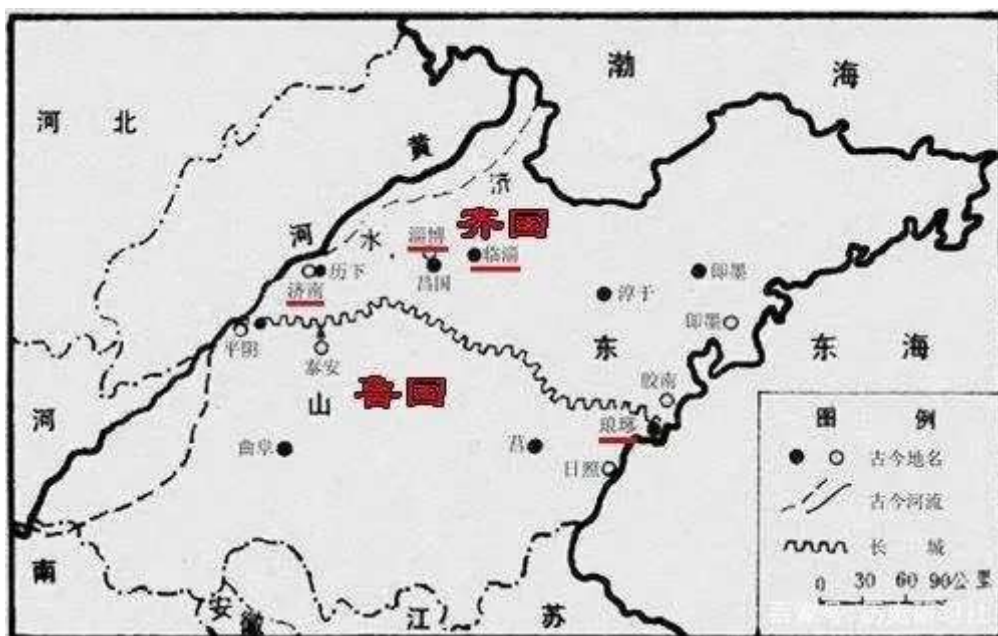 渤海
河北
黄
济
齐国
河
水
淄博
临淄
历下
昌国
即墨
济南
淳于
即墨
平阴
泰安
东
东海
山
鲁国
胶南
河
琅琊
曲阜
莒
日照
图例
古今地名
古今河流
长城
0 30 60 90公里
南
安徽
江苏